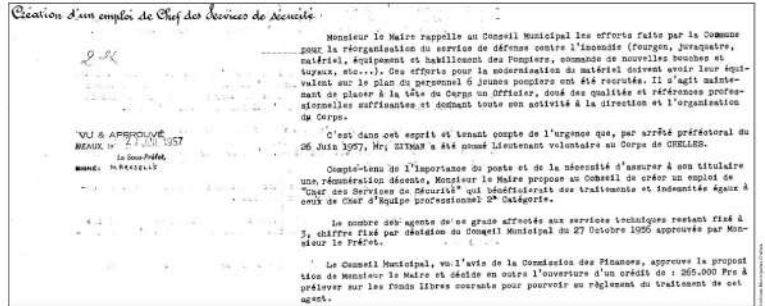 Création d'un emploi de Chef des Services de sécurité.
VU & APPROUVÉ
MEAUX, le JUIL 1957
Le Sous-Préfet,
SIGNÉ:
Monsieur le Maire rappelle au Conseil Municipal les efforts faits par la Commune
pour la réorganisation du service de défense contre l'incendie (fourgon, juvaquatre,
matériel, équipement et habillement des Pompiers, commande de nouvelles bouches et
tuyaux, etc...). Ces efforts pour la modernisation du matériel doivent avoir leur équi-
valent sur le plan du personnel 6 jeunes pompiers ont été recrutés. Il s'agit mainte-
nant de placer à la tête du Corps un Officier, doué des qualités et références profes-
sionnelles suffisantes et donnant toute son activité à la direction et l'organisation
du Corps.
C'est dans cet esprit et tenant compte de l'urgence que, par arrêté préfectoral du
26 Juin 1957, Mr; ZITMAN a été nommé Lieutenant volontaire au Corps de CHELLES.
Compte-tenu de l'importance du poste et de la nécessité d'assurer à son titulaire
une rémunération décente, Monsieur le Maire propose au Conseil de créer un emploi de
"Chef des Services de Sécurité" qui bénéficierait des traitements et indemnités égaux à
ceux de Chef d'Equipe professionnel 2° Catégorie.
Le nombre des agents de ce grade affectés aux services techniques restant fixé à
3, chiffre fixé par décision du Conseil Municipal du 27 Octobre 1956 approuvée par Mon-
sieur le Préfet.
Le Conseil Municipal, vu l'avis de la Commission des Finances, approuve la proposi
tion de Monsieur le Maire et décide en outre l'ouverture d'un crédit de : 265.000 Frs à
prélever sur les fonds libres courants pour pourvoir au règlement du traitement de cet
agent.